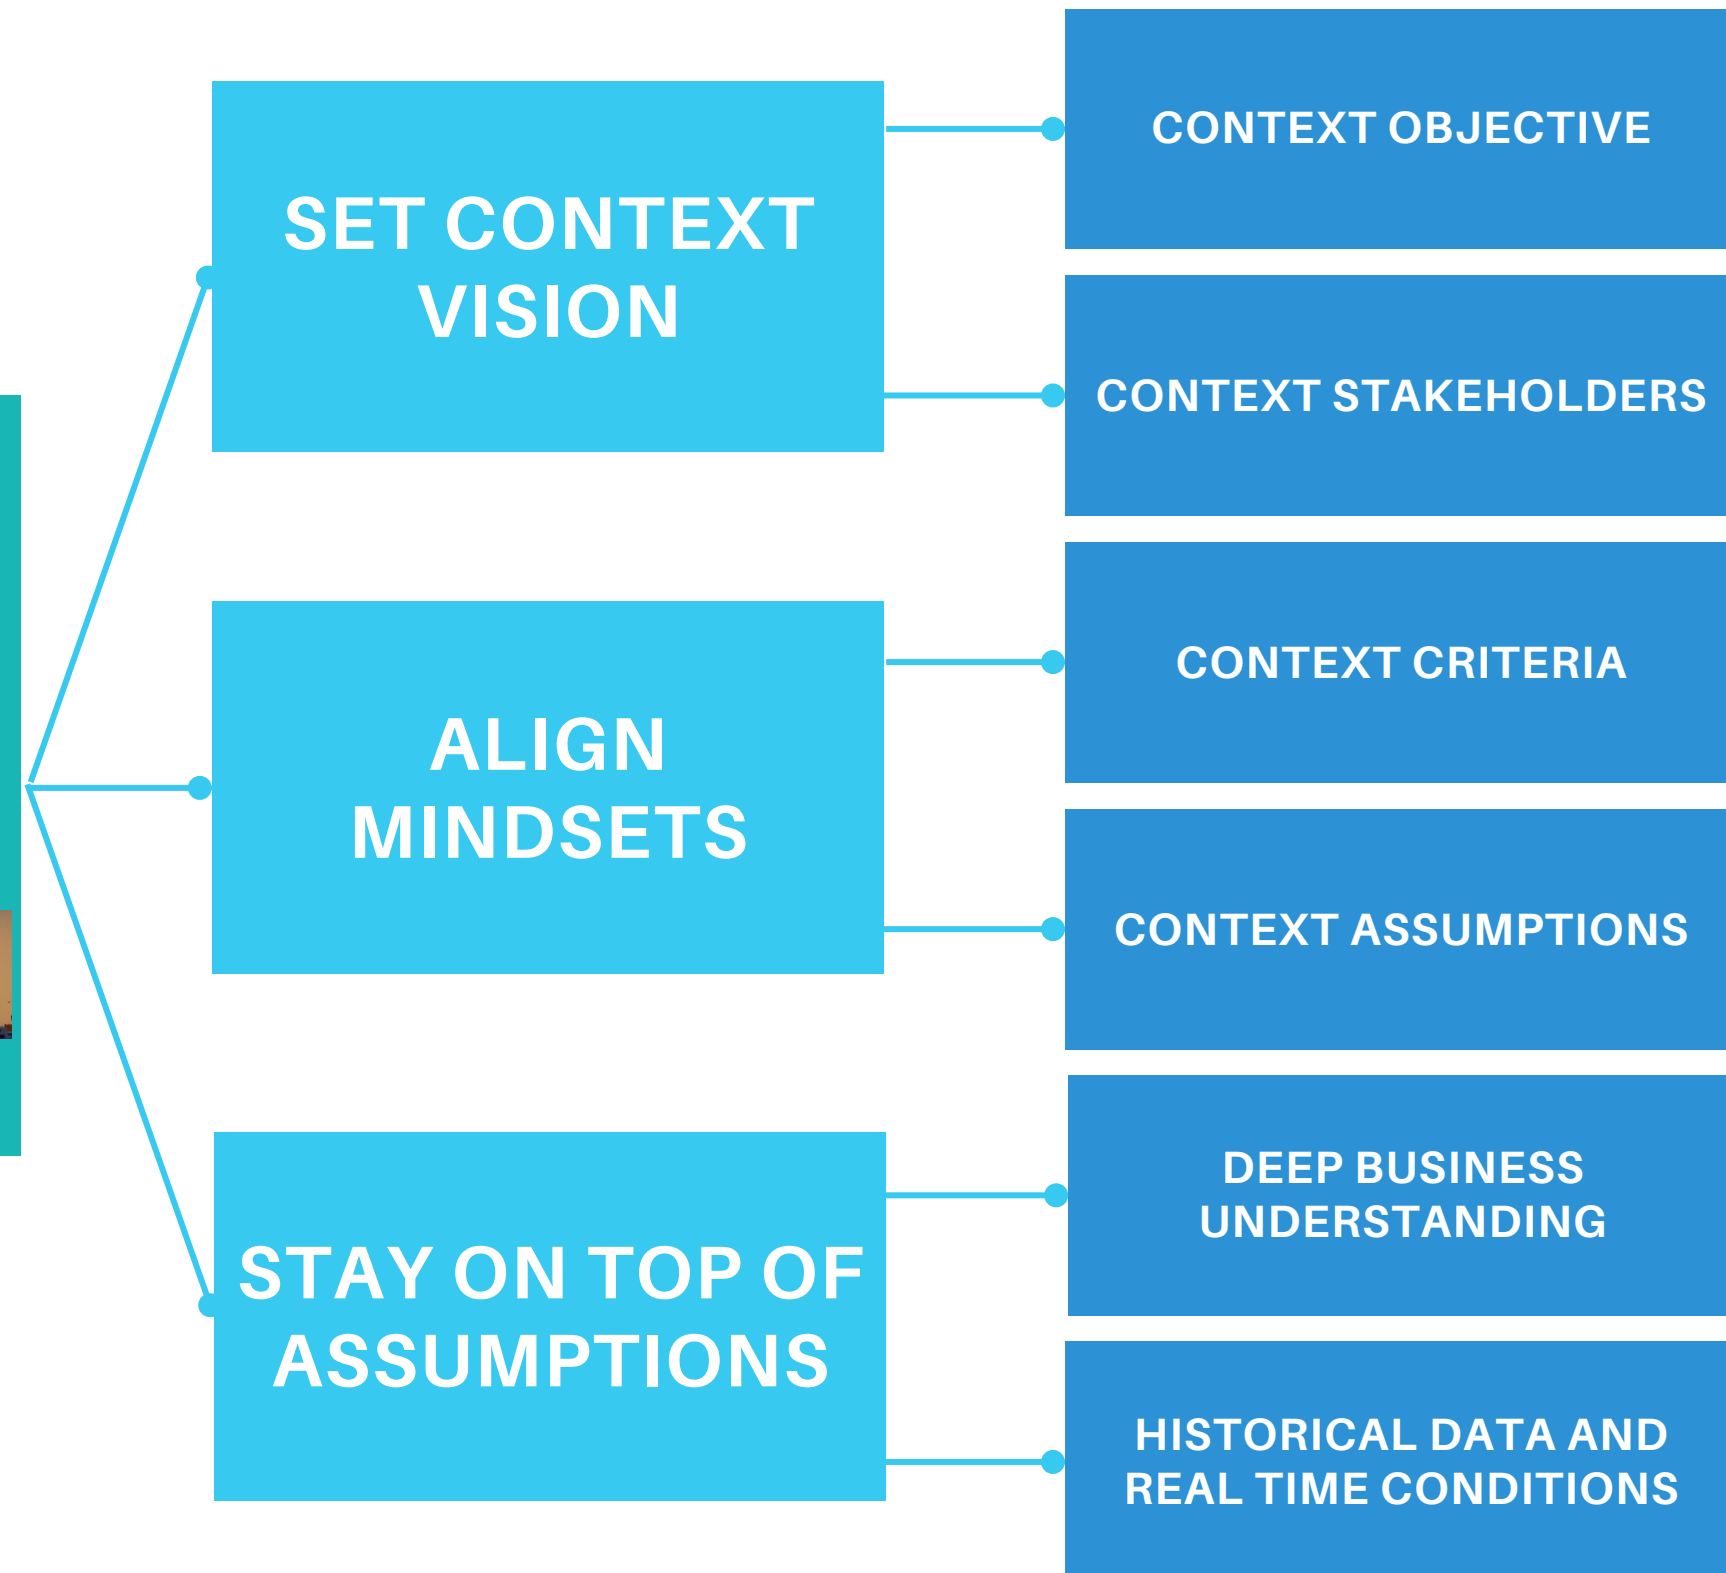 SET CONTEXT
VISION
CONTEXT OBJECTIVE
CONTEXT STAKEHOLDERS
ALIGN
MINDSETS
CONTEXT CRITERIA
CONTEXT ASSUMPTIONS
STAY ON TOP OF
ASSUMPTIONS
DEEP BUSINESS
UNDERSTANDING
HISTORICAL DATA AND
REAL TIME CONDITIONS